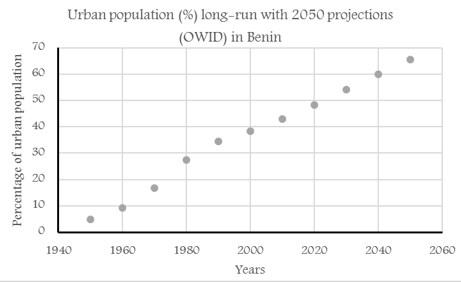 Urban population (%) long-run with 2050 projections
(OWID) in Benin
Percentage of urban population
70
60
50
40
30
20
10
0
1940 1960 1980 2000 2020 2040 2060
Years